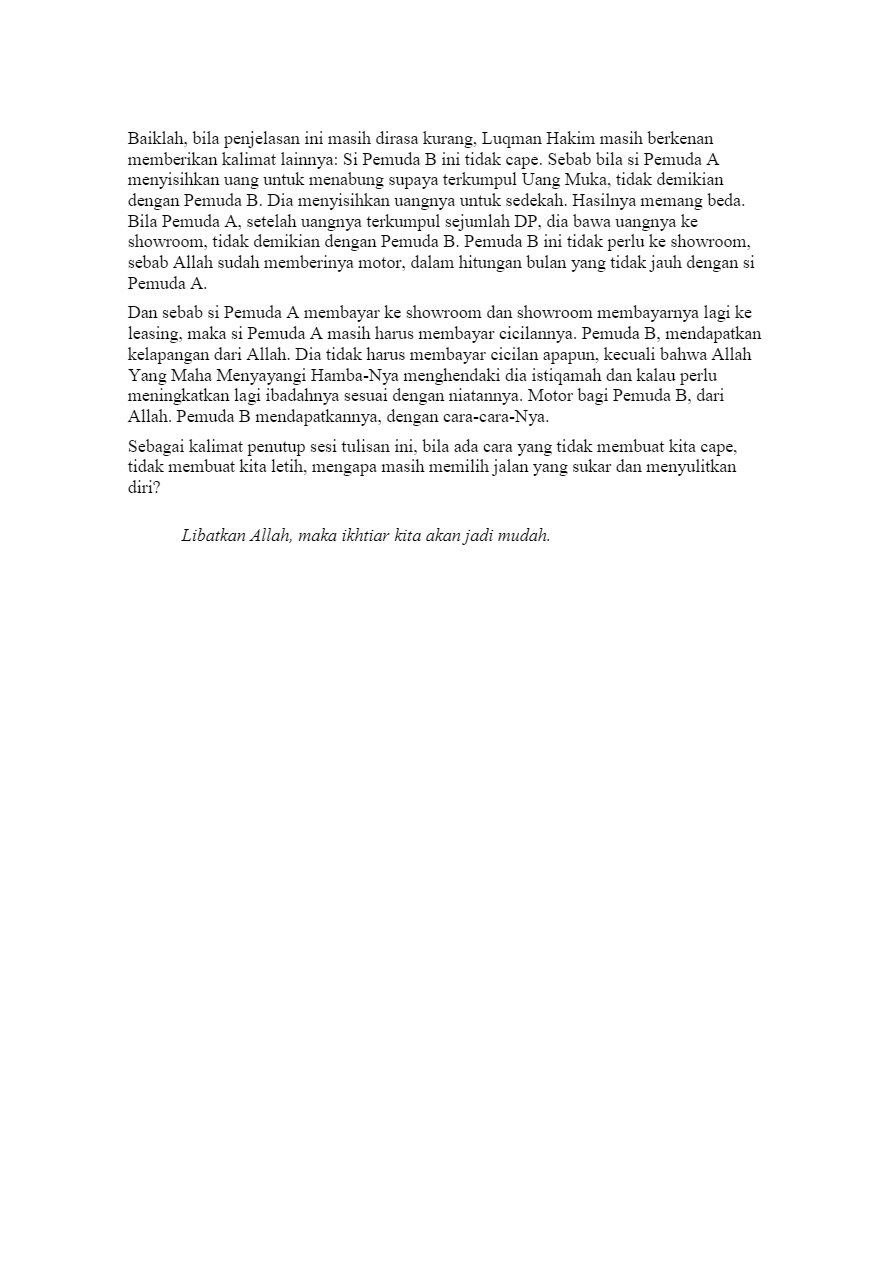 Baiklah, bila penjelasan ini masih dirasa kurang, Luqman Hakim masih berkenan
memberikan kalimat lainnya: Si Pemuda B ini tidak cape. Sebab bila si Pemuda A
menyisihkan uang untuk menabung supaya terkumpul Uang Muka, tidak demikian
dengan Pemuda B. Dia menyisihkan uangnya untuk sedekah. Hasilnya memang beda.
Bila Pemuda A, setelah uangnya terkumpul sejumlah DP, dia bawa uangnya ke
showroom, tidak demikian dengan Pemuda B. Pemuda B ini tidak perlu ke showroom,
sebab Allah sudah memberinya motor, dalam hitungan bulan yang tidak jauh dengan si
Pemuda A.
Dan sebab si Pemuda A membayar ke showroom dan showroom membayarnya lagi ke
leasing, maka si Pemuda A masih harus membayar cicilannya. Pemuda B, mendapatkan
kelapangan dari Allah. Dia tidak harus membayar cicilan apapun, kecuali bahwa Allah
Yang Maha Menyayangi Hamba-Nya menghendaki dia istiqamah dan kalau perlu
meningkatkan lagi ibadahnya sesuai dengan niatannya. Motor bagi Pemuda B, dari
Allah. Pemuda B mendapatkannya, dengan cara-cara-Nya.
Sebagai kalimat penutup sesi tulisan ini, bila ada cara yang tidak membuat kita cape,
tidak membuat kita letih, mengapa masih memilih jalan yang sukar dan menyulitkan
diri?
Libatkan Allah, maka ikhtiar kita akan jadi mudah.